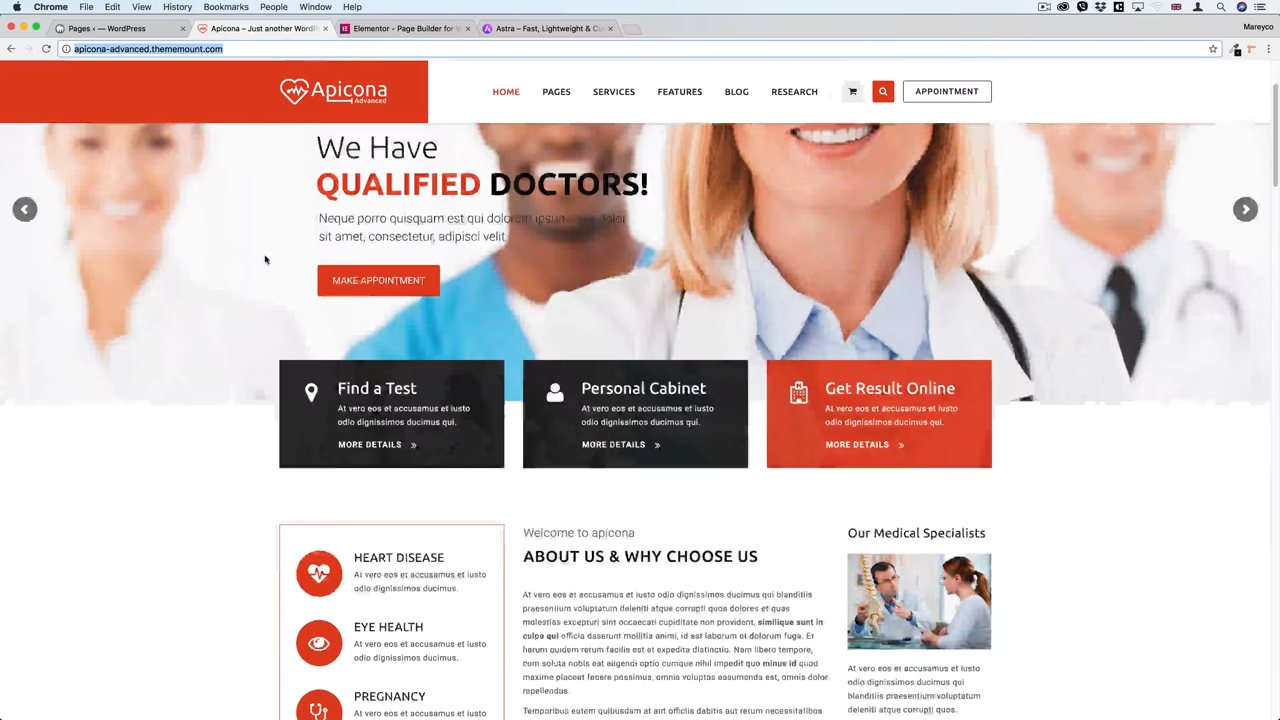 Chrome File Edit View History Bookmarks People Window Help
Pages ‹ — WordPress
Apicona – Just another WordPr
Elementor - Page Builder for W
Astra – Fast, Lightweight & Cu
Mareyco
apicona-advanced.thememount.com
Apicona
Advanced
HOME PAGES SERVICES FEATURES BLOG RESEARCH APPOINTMENT
We Have
QUALIFIED DOCTORS!
Neque porro quisquam est qui dolorem ipsum dolor
sit amet, consectetur, adipisci velit
MAKE APPOINTMENT
Find a Test
At vero eos et accusamus et iusto
odio dignissimos ducimus qui.
MORE DETAILS »
Personal Cabinet
At vero eos et accusamus et iusto
odio dignissimos ducimus qui.
MORE DETAILS »
Get Result Online
At vero eos et accusamus et iusto
odio dignissimos ducimus qui.
MORE DETAILS »
HEART DISEASE
At vero eos et accusamus et iusto
odio dignissimos ducimus.
EYE HEALTH
At vero eos et accusamus et iusto
odio dignissimos ducimus.
PREGNANCY
At vero eos et accusamus et iusto
Welcome to apicona
ABOUT US & WHY CHOOSE US
At vero eos et accusamus et iusto odio dignissimos ducimus qui blanditiis
praesentium voluptatum deleniti atque corrupti quos dolores et quas
molestias excepturi sint occaecati cupiditate non provident, similique sunt in
culpa qui officia deserunt mollitia animi, id est laborum et dolorum fuga. Et
harum quidem rerum facilis est et expedita distinctio. Nam libero tempore,
cum soluta nobis est eligendi optio cumque nihil impedit quo minus id quod
maxime placeat facere possimus, omnis voluptas assumenda est, omnis dolor
repellendus.
Temporibus autem quibusdam et aut officiis debitis aut rerum necessitatibus
Our Medical Specialists
At vero eos et accusamus et iusto
odio dignissimos ducimus qui
blanditiis praesentium voluptatum
deleniti atque corrupti quos.